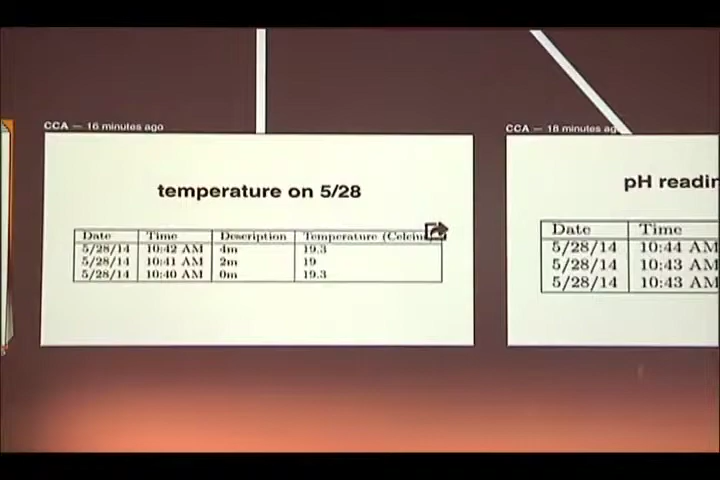 CCA — 16 minutes ago
temperature on 5/28
Date Time Description Temperature
5/28/14 10:42 AM 4m 19.3
5/28/14 10:41 AM 2m 19
5/28/14 10:40 AM 0m 19.3
CCA — 18 minutes
pH
Date Time
5/28/14 10:44 AM
5/28/14 10:43 AM
5/28/14 10:43 AM